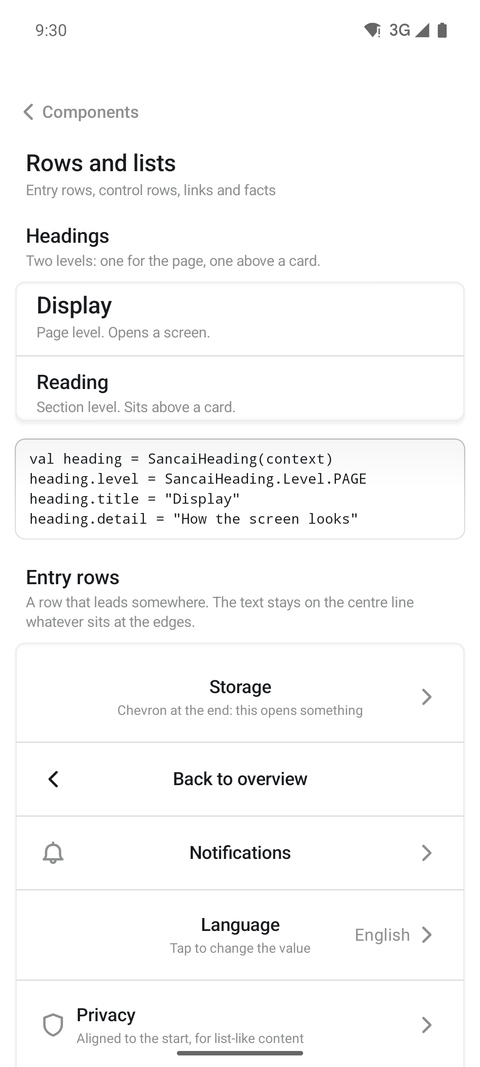 9:30
3G
Components
Rows and lists
Entry rows, control rows, links and facts
Headings
Two levels: one for the page, one above a card.
Display
Page level. Opens a screen.
Reading
Section level. Sits above a card.
val heading = SancaiHeading(context)
heading.level = SancaiHeading.Level.PAGE
heading.title = "Display"
heading.detail = "How the screen looks"
Entry rows
A row that leads somewhere. The text stays on the centre line
whatever sits at the edges.
Storage
Chevron at the end: this opens something
Back to overview
Notifications
Language
English
Tap to change the value
Privacy
Aligned to the start, for list-like content